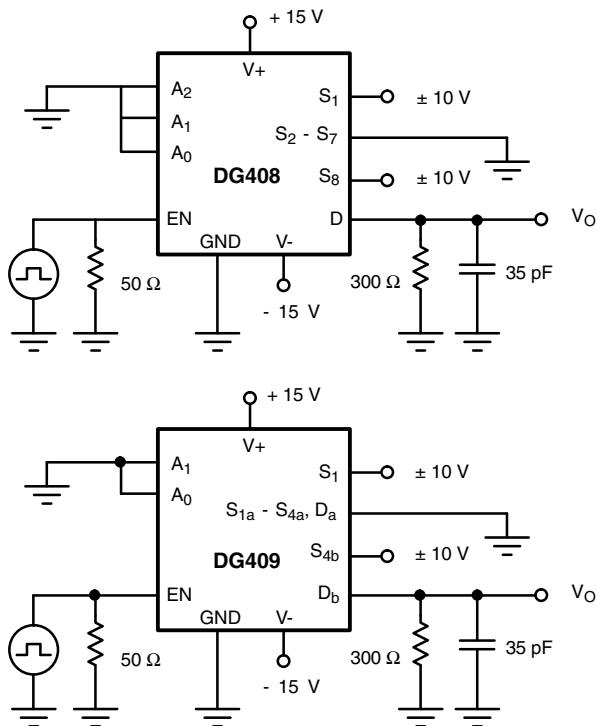 + 15 V
V+
A2
S1
± 10 V
A1
S2 - S7
A0
DG408
S8
± 10 V
EN
D
VO
GND
V-
50 Ω
300 Ω
35 pF
- 15 V
+ 15 V
V+
A1
S1
± 10 V
A0
S1a - S4a, Da
S4b
± 10 V
DG409
EN
Db
VO
GND
V-
50 Ω
300 Ω
35 pF
- 15 V